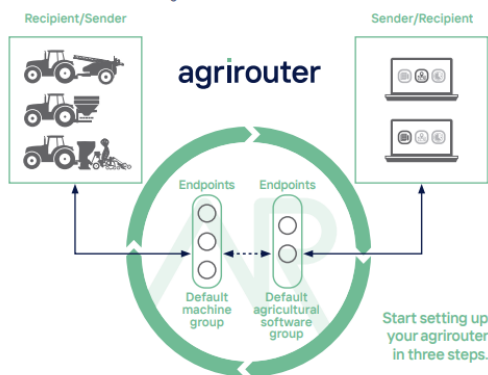 Recipient/Sender
Sender/Recipient
agrirouter
Endpoints
Endpoints
Default
machine
group
Default
agricultural
software
group
Start setting up
your agrirouter
in three steps.